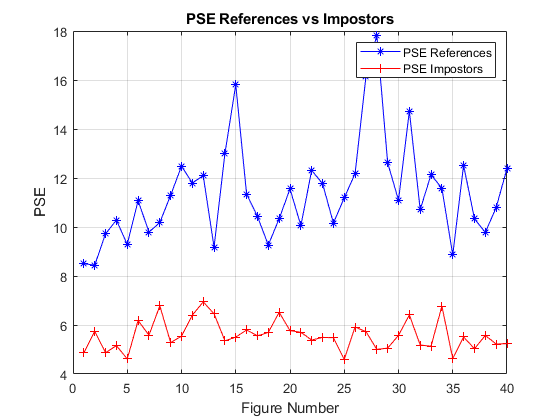 PSE References vs Impostors
PSE References
PSE Impostors
18
16
14
12
10
8
6
4
PSE
0 5 10 15 20 25 30 35 40
Figure Number